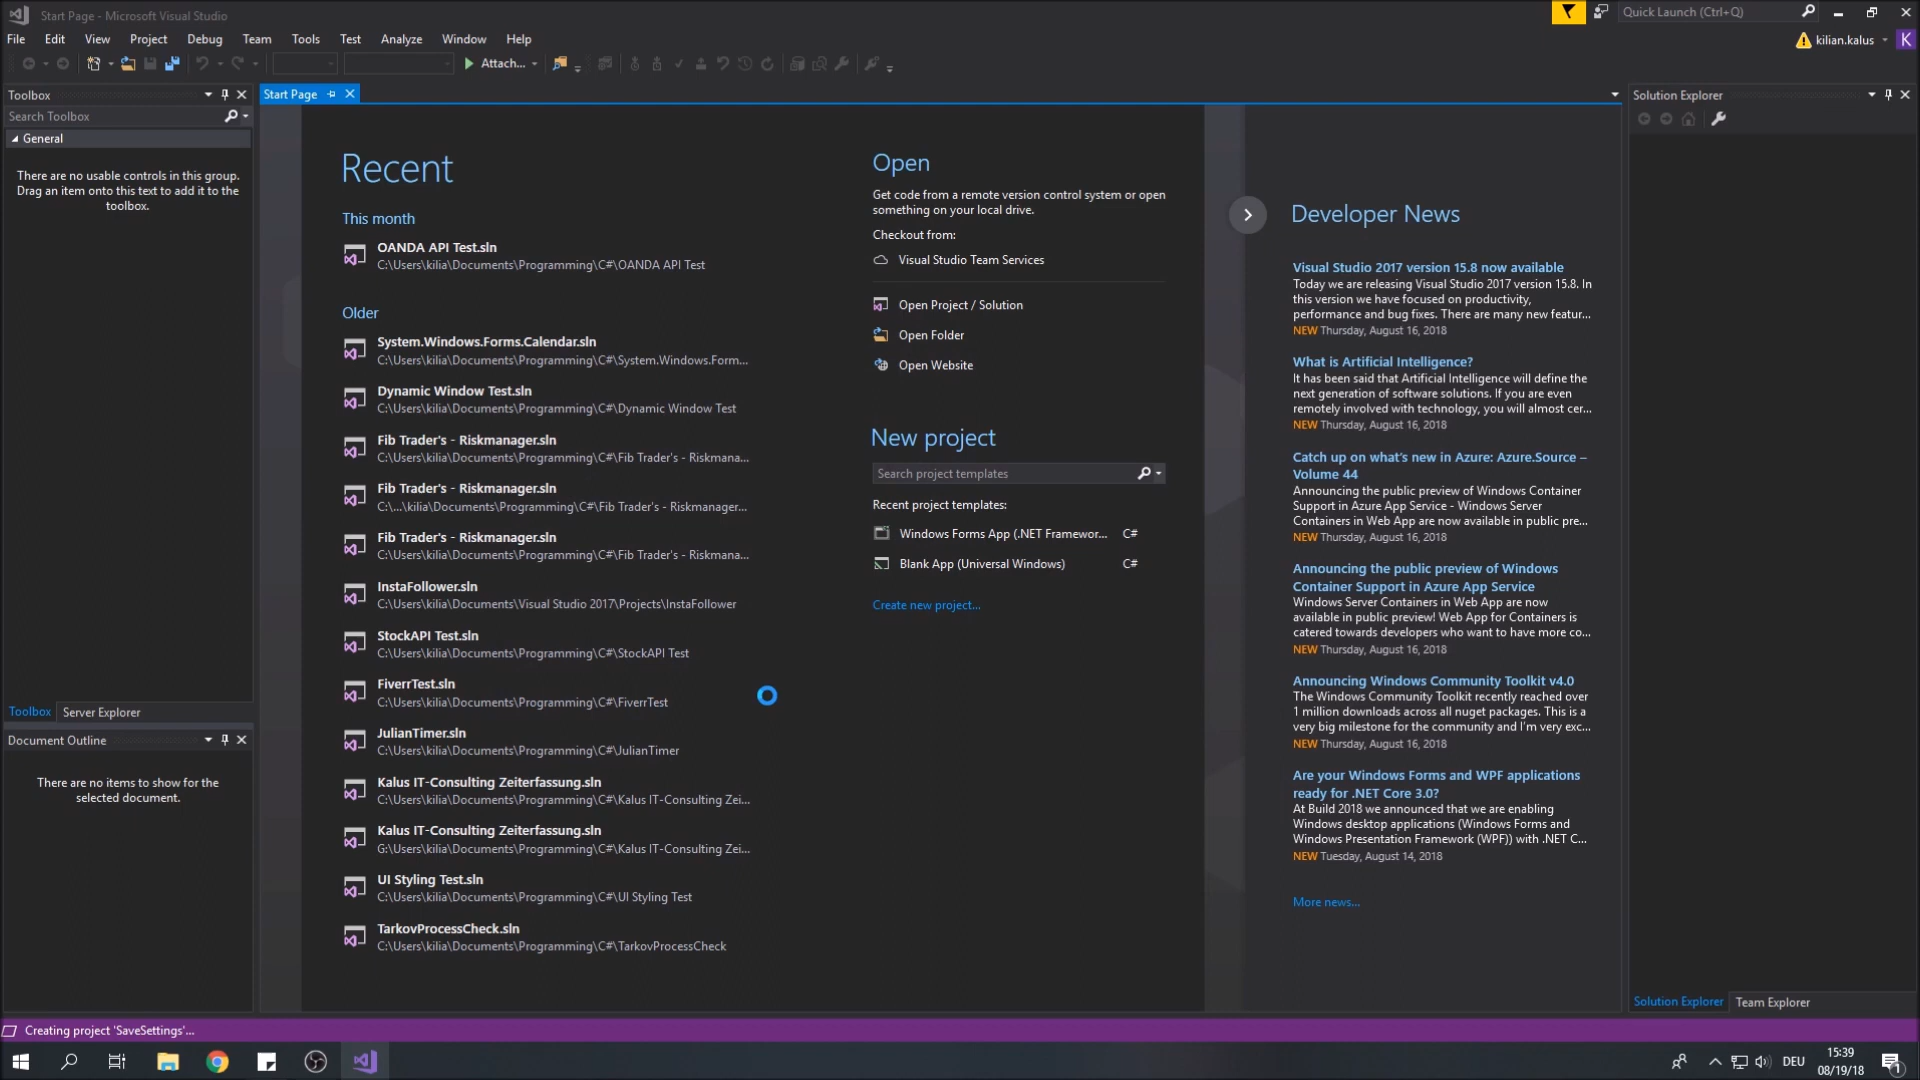 Start Page - Microsoft Visual Studio
Quick Launch (Ctrl+Q)
File Edit View Project Debug Team Tools Test Analyze Window Help
kilian.kalus K
Attach...
Toolbox
Search Toolbox
General
There are no usable controls in this group.
Drag an item onto this text to add it to the
toolbox.
Toolbox Server Explorer
Document Outline
There are no items to show for the
selected document.
Start Page
Recent
This month
OANDA API Test.sln
C:\Users\kilia\Documents\Programming\C#\OANDA API Test
Older
System.Windows.Forms.Calendar.sln
C:\Users\kilia\Documents\Programming\C#\System.Windows.Form...
Dynamic Window Test.sln
C:\Users\kilia\Documents\Programming\C#\Dynamic Window Test
Fib Trader's - Riskmanager.sln
C:\Users\kilia\Documents\Programming\C#\Fib Trader's - Riskmana...
Fib Trader's - Riskmanager.sln
C:\...\kilia\Documents\Programming\C#\Fib Trader's - Riskmanager...
Fib Trader's - Riskmanager.sln
C:\Users\kilia\Documents\Programming\C#\Fib Trader's - Riskmana...
InstaFollower.sln
C:\Users\kilia\Documents\Visual Studio 2017\Projects\InstaFollower
StockAPI Test.sln
C:\Users\kilia\Documents\Programming\C#\StockAPI Test
FiverrTest.sln
C:\Users\kilia\Documents\Programming\C#\FiverrTest
JulianTimer.sln
C:\Users\kilia\Documents\Programming\C#\JulianTimer
Kalus IT-Consulting Zeiterfassung.sln
C:\Users\kilia\Documents\Programming\C#\Kalus IT-Consulting Zei...
Kalus IT-Consulting Zeiterfassung.sln
G:\Users\kilia\Documents\Programming\C#\Kalus IT-Consulting Zei...
UI Styling Test.sln
C:\Users\kilia\Documents\Programming\C#\UI Styling Test
TarkovProcessCheck.sln
C:\Users\kilia\Documents\Programming\C#\TarkovProcessCheck
Open
Get code from a remote version control system or open
something on your local drive.
Checkout from:
Visual Studio Team Services
Open Project / Solution
Open Folder
Open Website
New project
Search project templates
Recent project templates:
Windows Forms App (.NET Framewor... C#
Blank App (Universal Windows) C#
Create new project...
Developer News
Visual Studio 2017 version 15.8 now available
Today we are releasing Visual Studio 2017 version 15.8. In
this version we have focused on productivity,
performance and bug fixes. There are many new featur...
NEW Thursday, August 16, 2018
What is Artificial Intelligence?
It has been said that Artificial Intelligence will define the
next generation of software solutions. If you are even
remotely involved with technology, you will almost cer...
NEW Thursday, August 16, 2018
Catch up on what's new in Azure: Azure.Source –
Volume 44
Announcing the public preview of Windows Container
Support in Azure App Service - Windows Server
Containers in Web App are now available in public pre...
NEW Thursday, August 16, 2018
Announcing the public preview of Windows
Container Support in Azure App Service
Windows Server Containers in Web App are now
available in public preview! Web App for Containers is
catered towards developers who want to have more co...
NEW Thursday, August 16, 2018
Announcing Windows Community Toolkit v4.0
The Windows Community Toolkit recently reached over
1 million downloads across all nuget packages. This is a
very big milestone for the community and I'm very exc...
NEW Thursday, August 16, 2018
Are your Windows Forms and WPF applications
ready for .NET Core 3.0?
At Build 2018 we announced that we are enabling
Windows desktop applications (Windows Forms and
Windows Presentation Framework (WPF)) with .NET C...
NEW Tuesday, August 14, 2018
More news...
Solution Explorer
Solution Explorer Team Explorer
Creating project 'SaveSettings'...
DEU
15:39
08/19/18
1